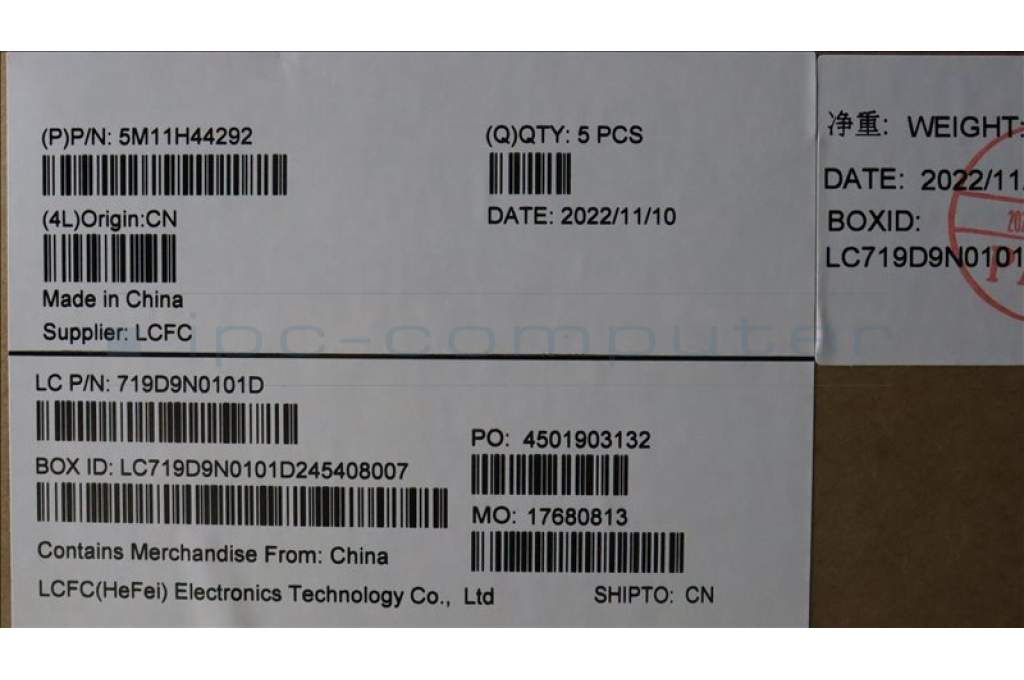 (P)P/N: 5M11H44292
(Q)QTY: 5 PCS
(4L)Origin:CN
DATE: 2022/11/10
Made in China
Supplier: LCFC
LC P/N: 719D9N0101D
PO: 4501903132
BOX ID: LC719D9N0101D245408007
MO: 17680813
Contains Merchandise From: China
LCFC(HeFei) Electronics Technology Co., Ltd
SHIPTO: CN
净重: WEIGHT:
DATE: 2022/11
BOXID:
LC719D9N0101
ipc-computer